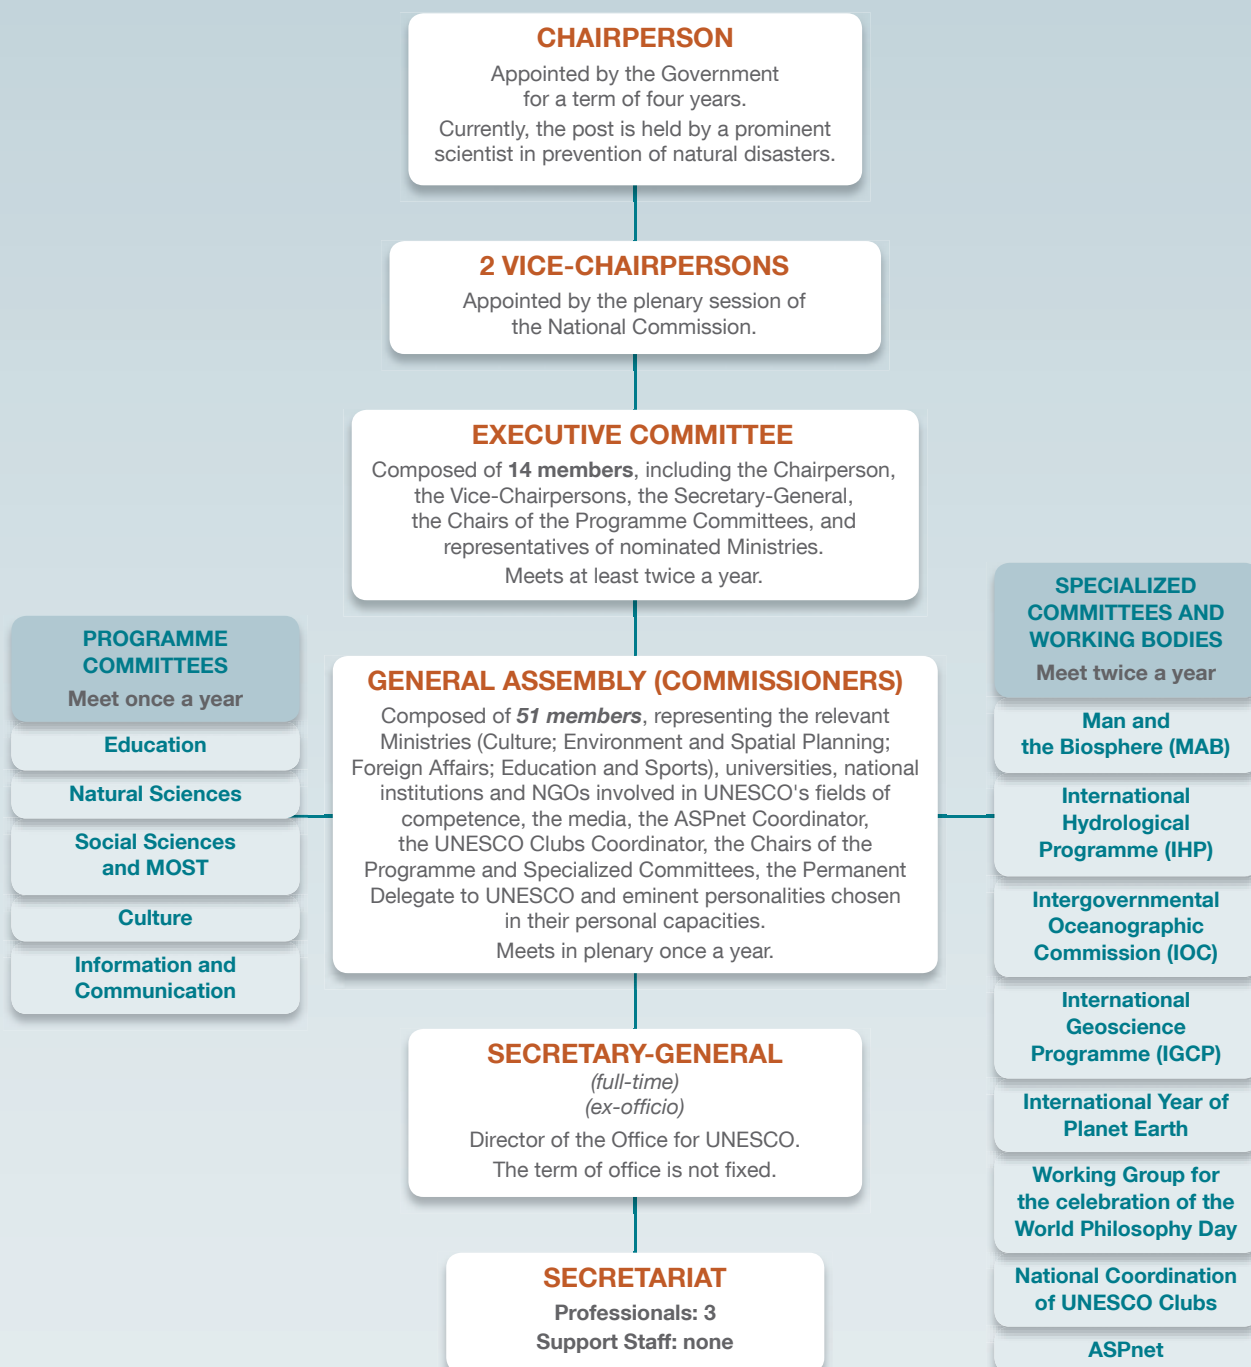 CHAIRPERSON
Appointed by the Government
for a term of four years.
Currently, the post is held by a prominent
scientist in prevention of natural disasters.
2 VICE-CHAIRPERSONS
Appointed by the plenary session of
the National Commission.
EXECUTIVE COMMITTEE
Composed of 14 members, including the Chairperson,
the Vice-Chairpersons, the Secretary-General,
the Chairs of the Programme Committees, and
representatives of nominated Ministries.
Meets at least twice a year.
PROGRAMME
COMMITTEES
Meet once a year
Education
Natural Sciences
Social Sciences
and MOST
Culture
Information and
Communication
GENERAL ASSEMBLY (COMMISSIONERS)
Composed of 51 members, representing the relevant
Ministries (Culture; Environment and Spatial Planning;
Foreign Affairs; Education and Sports), universities, national
institutions and NGOs involved in UNESCO's fields of
competence, the media, the ASPnet Coordinator,
the UNESCO Clubs Coordinator, the Chairs of the
Programme and Specialized Committees, the Permanent
Delegate to UNESCO and eminent personalities chosen
in their personal capacities.
Meets in plenary once a year.
SPECIALIZED
COMMITTEES AND
WORKING BODIES
Meet twice a year
Man and
the Biosphere (MAB)
International
Hydrological
Programme (IHP)
Intergovernmental
Oceanographic
Commission (IOC)
International
Geoscience
Programme (IGCP)
International Year of
Planet Earth
Working Group for
the celebration of the
World Philosophy Day
National Coordination
of UNESCO Clubs
ASPnet
SECRETARY-GENERAL
(full-time)
(ex-officio)
Director of the Office for UNESCO.
The term of office is not fixed.
SECRETARIAT
Professionals: 3
Support Staff: none